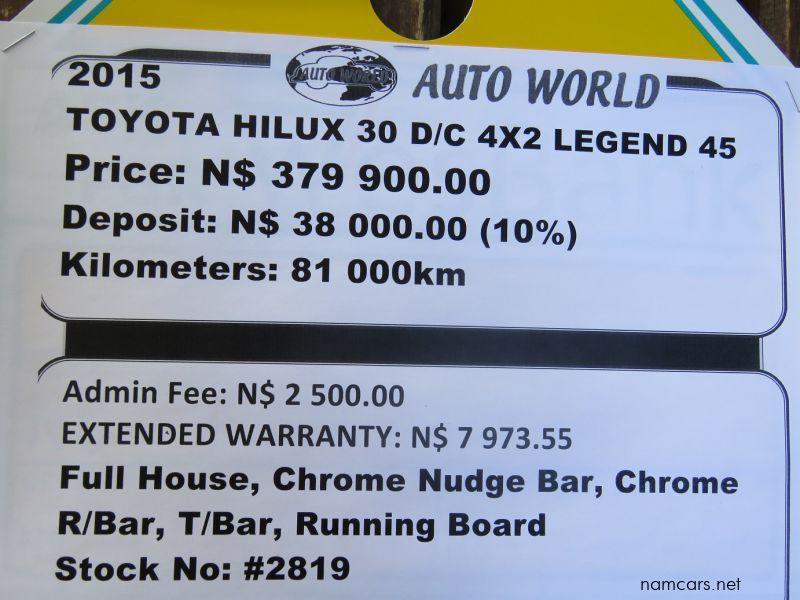 2015
AUTO WORLD
AUTO WORLD
TOYOTA HILUX 30 D/C 4X2 LEGEND 45
Price: N$ 379 900.00
Deposit: N$ 38 000.00 (10%)
Kilometers: 81 000km
Admin Fee: N$ 2 500.00
EXTENDED WARRANTY: N$ 7 973.55
Full House, Chrome Nudge Bar, Chrome
R/Bar, T/Bar, Running Board
Stock No: #2819
namcars.net